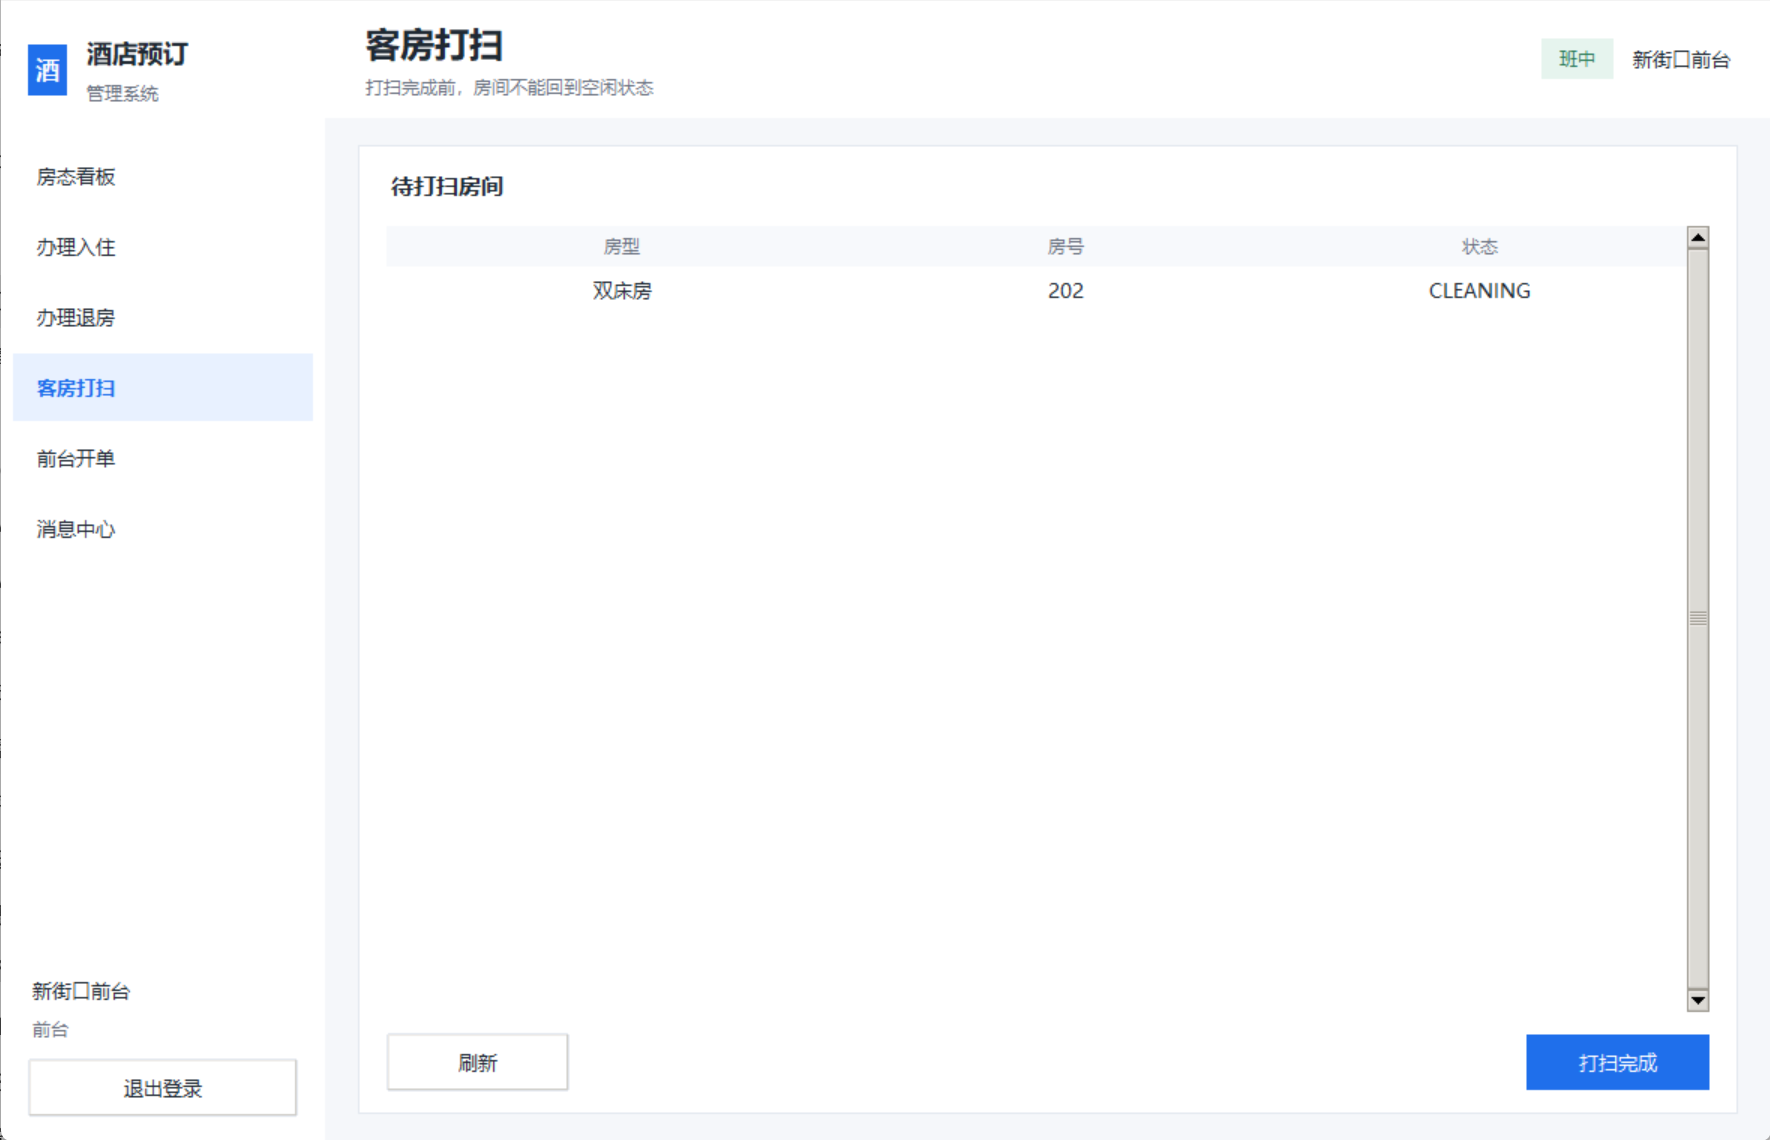 酒
酒店预订
管理系统
房态看板
办理入住
办理退房
客房打扫
前台开单
消息中心
新街口前台
前台
退出登录
客房打扫
打扫完成前，房间不能回到空闲状态
班中 新街口前台
待打扫房间
房型 房号 状态
双床房 202 CLEANING
刷新 打扫完成